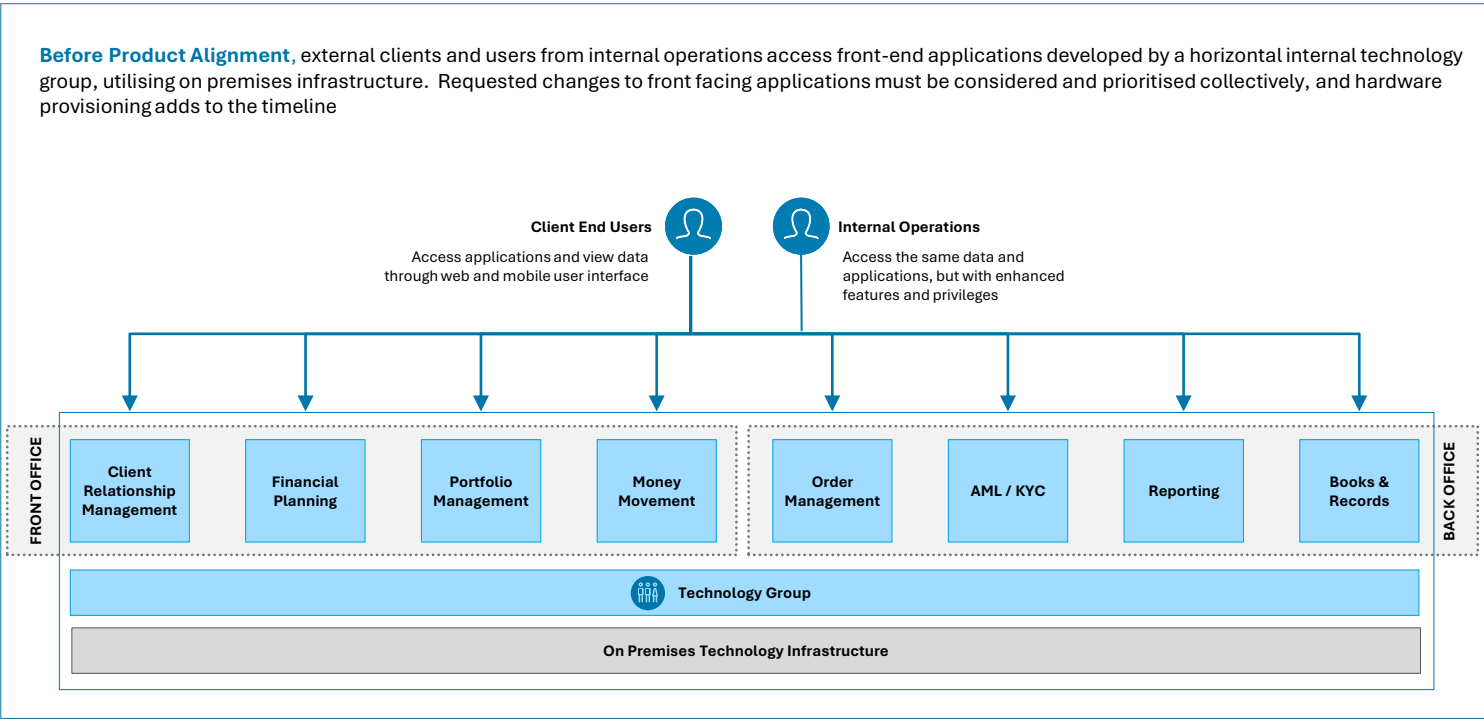 Before Product Alignment, external clients and users from internal operations access front-end applications developed by a horizontal internal technology
group, utilising on premises infrastructure. Requested changes to front facing applications must be considered and prioritised collectively, and hardware
provisioning adds to the timeline
Client End Users
Access applications and view data
through web and mobile user interface
Internal Operations
Access the same data and
applications, but with enhanced
features and privileges
FRONT OFFICE
Client
Relationship
Management
Financial
Planning
Portfolio
Management
Money
Movement
Order
Management
AML / KYC
Reporting
Books &
Records
BACK OFFICE
Technology Group
On Premises Technology Infrastructure